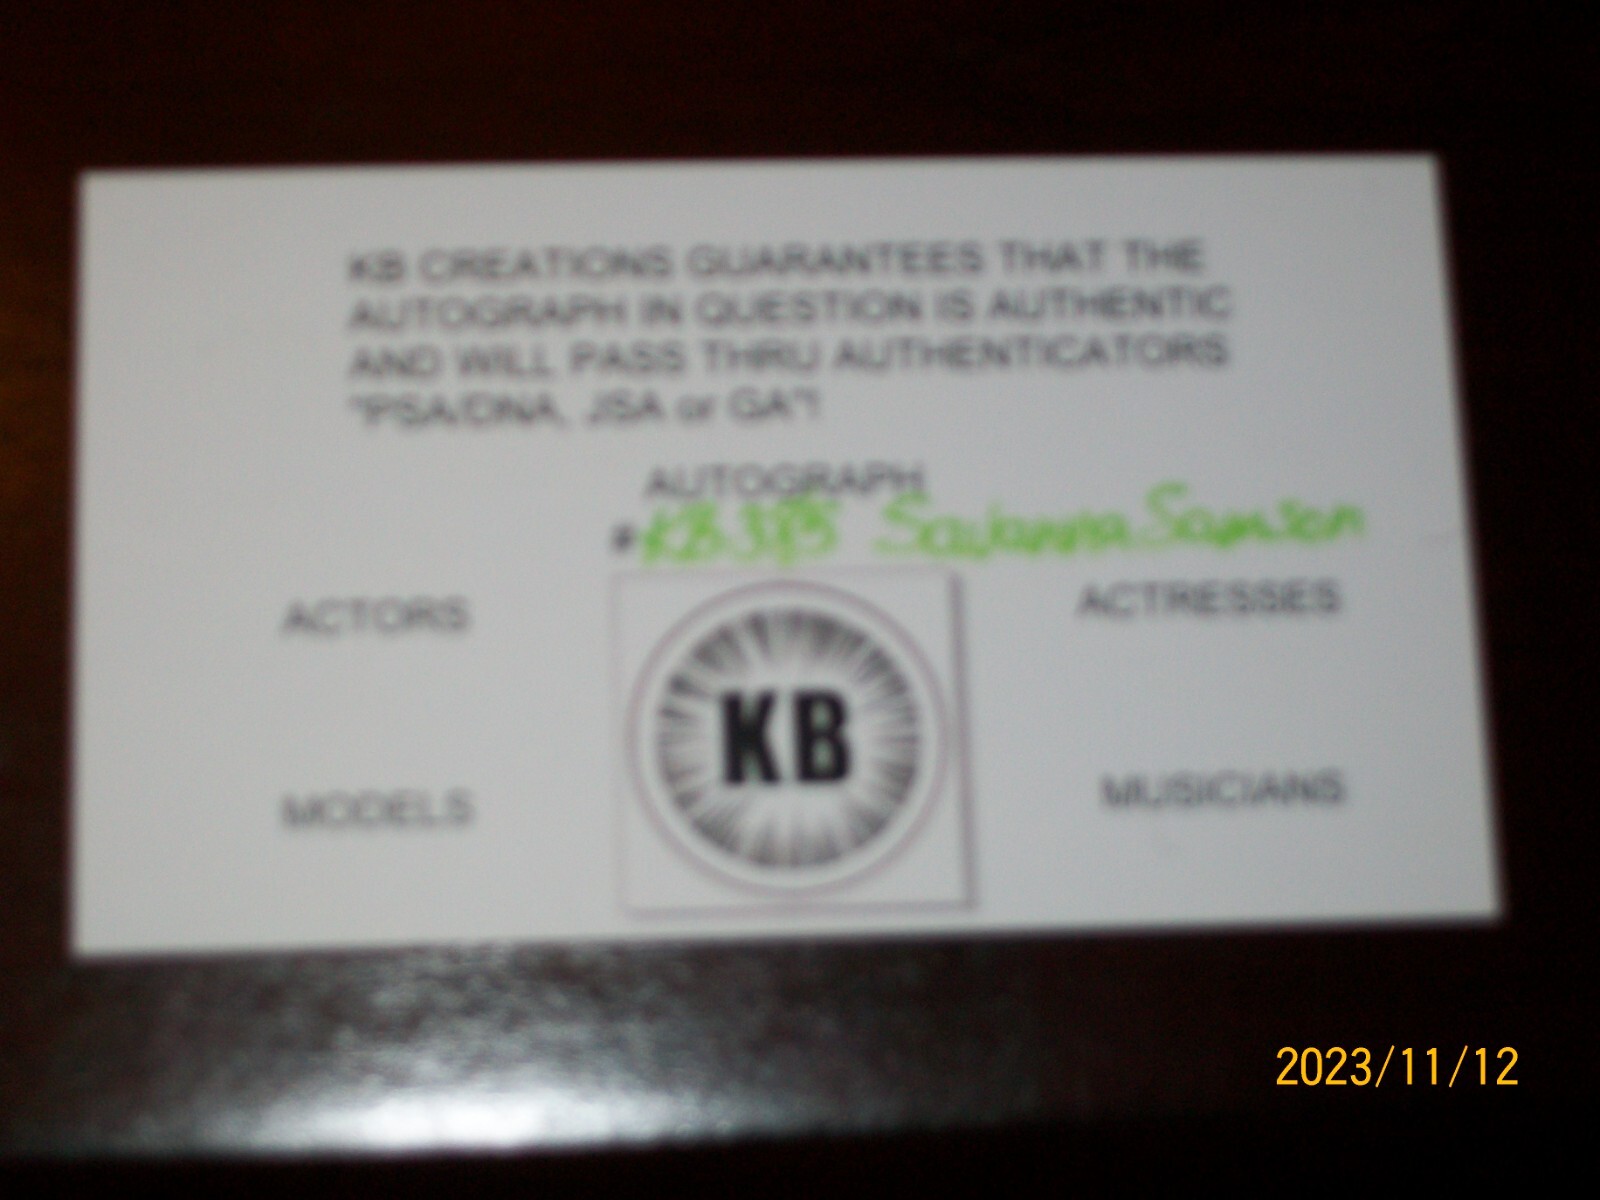 KB CREATIONS GUARANTEES THAT THE
AUTOGRAPH IN QUESTION IS AUTHENTIC
AND WILL PASS THRU AUTHENTICATORS
"PSA/DNA, JSA or GA"!
AUTOGRAPH
# Savanna Samson
ACTORS
ACTRESSES
KB
MODELS
MUSICIANS
2023/11/12